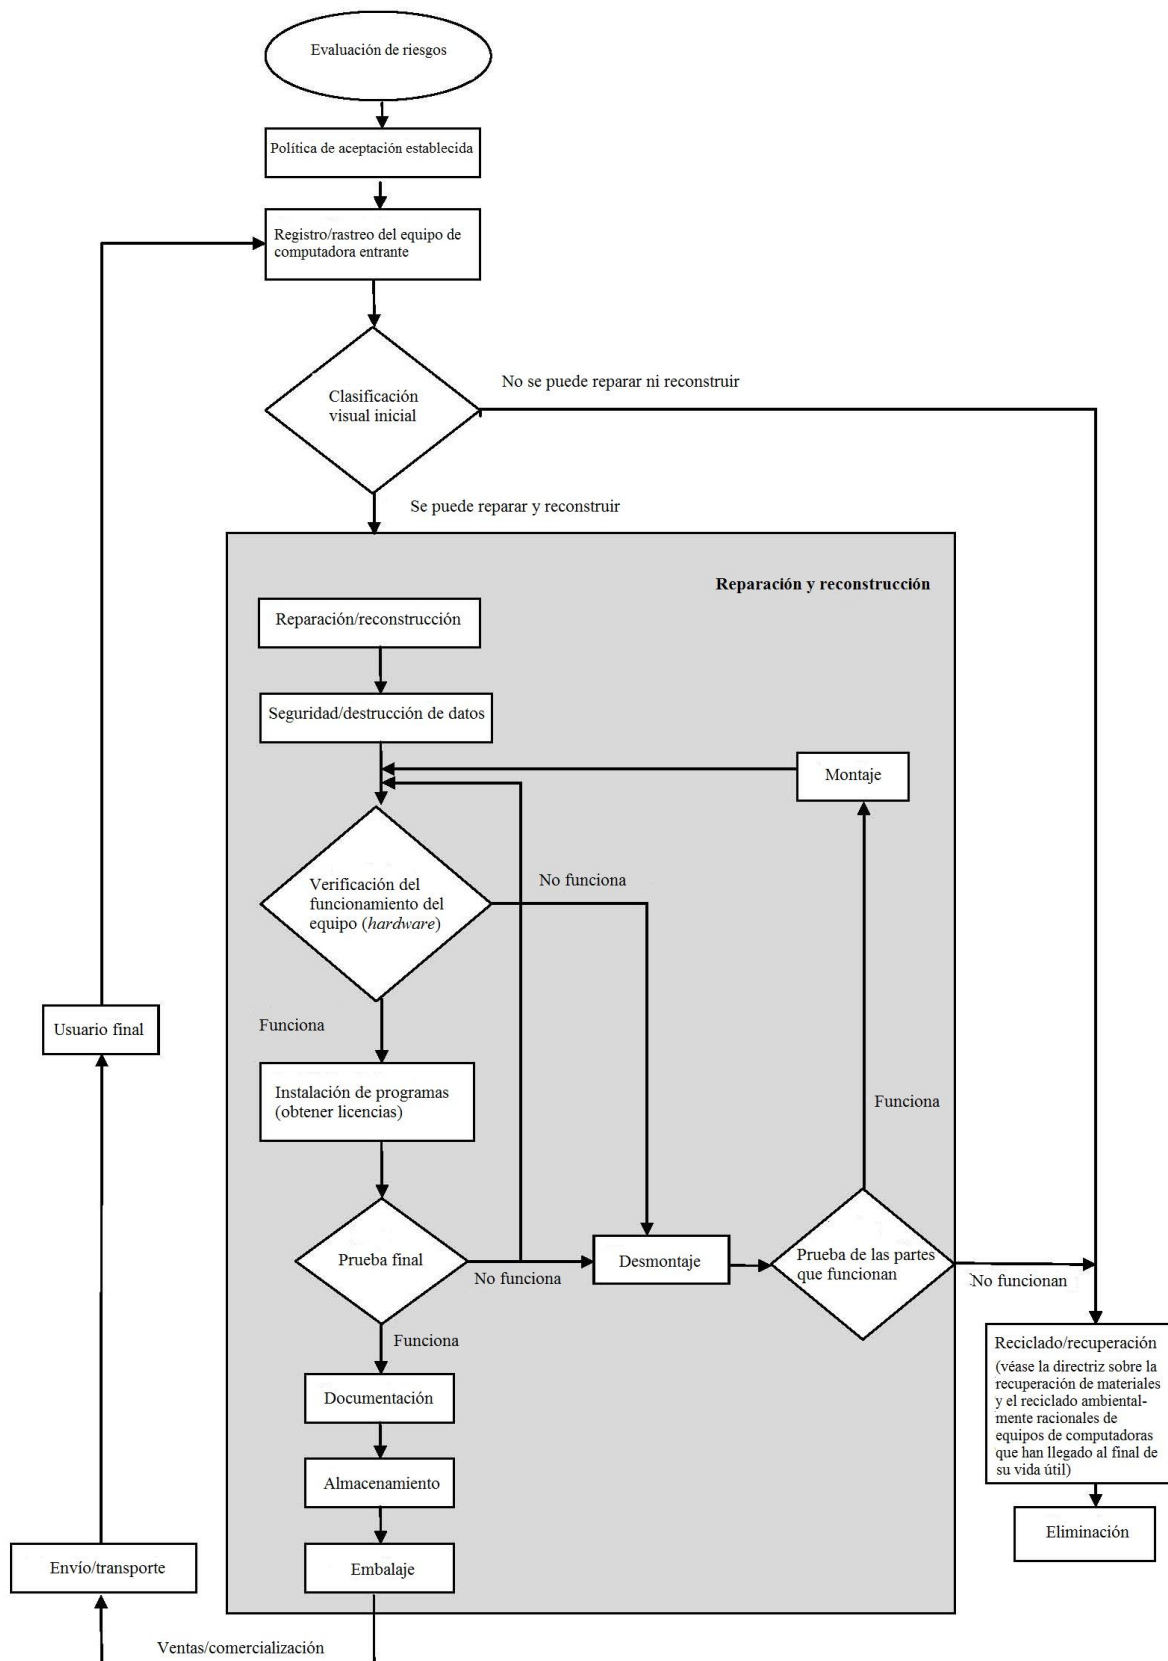 Evaluación de riesgos
Política de aceptación establecida
Registro/rastreo del equipo de
computadora entrante
No se puede reparar ni reconstruir
Clasificación
visual inicial
Se puede reparar y reconstruir
Reparación y reconstrucción
Reparación/reconstrucción
Seguridad/destrucción de datos
Montaje
No funciona
Verificación del
funcionamiento del
equipo (hardware)
Funciona
Usuario final
Instalación de programas
(obtener licencias)
Funciona
Prueba final
No funciona
Desmontaje
Prueba de las partes
que funcionan
No funcionan
Funciona
Reciclado/recuperación
(véase la directriz sobre la
recuperación de materiales
y el reciclado ambiental-
mente racionales de
equipos de computadoras
que han llegado al final de
su vida útil)
Documentación
Almacenamiento
Eliminación
Envío/transporte
Embalaje
Ventas/comercialización